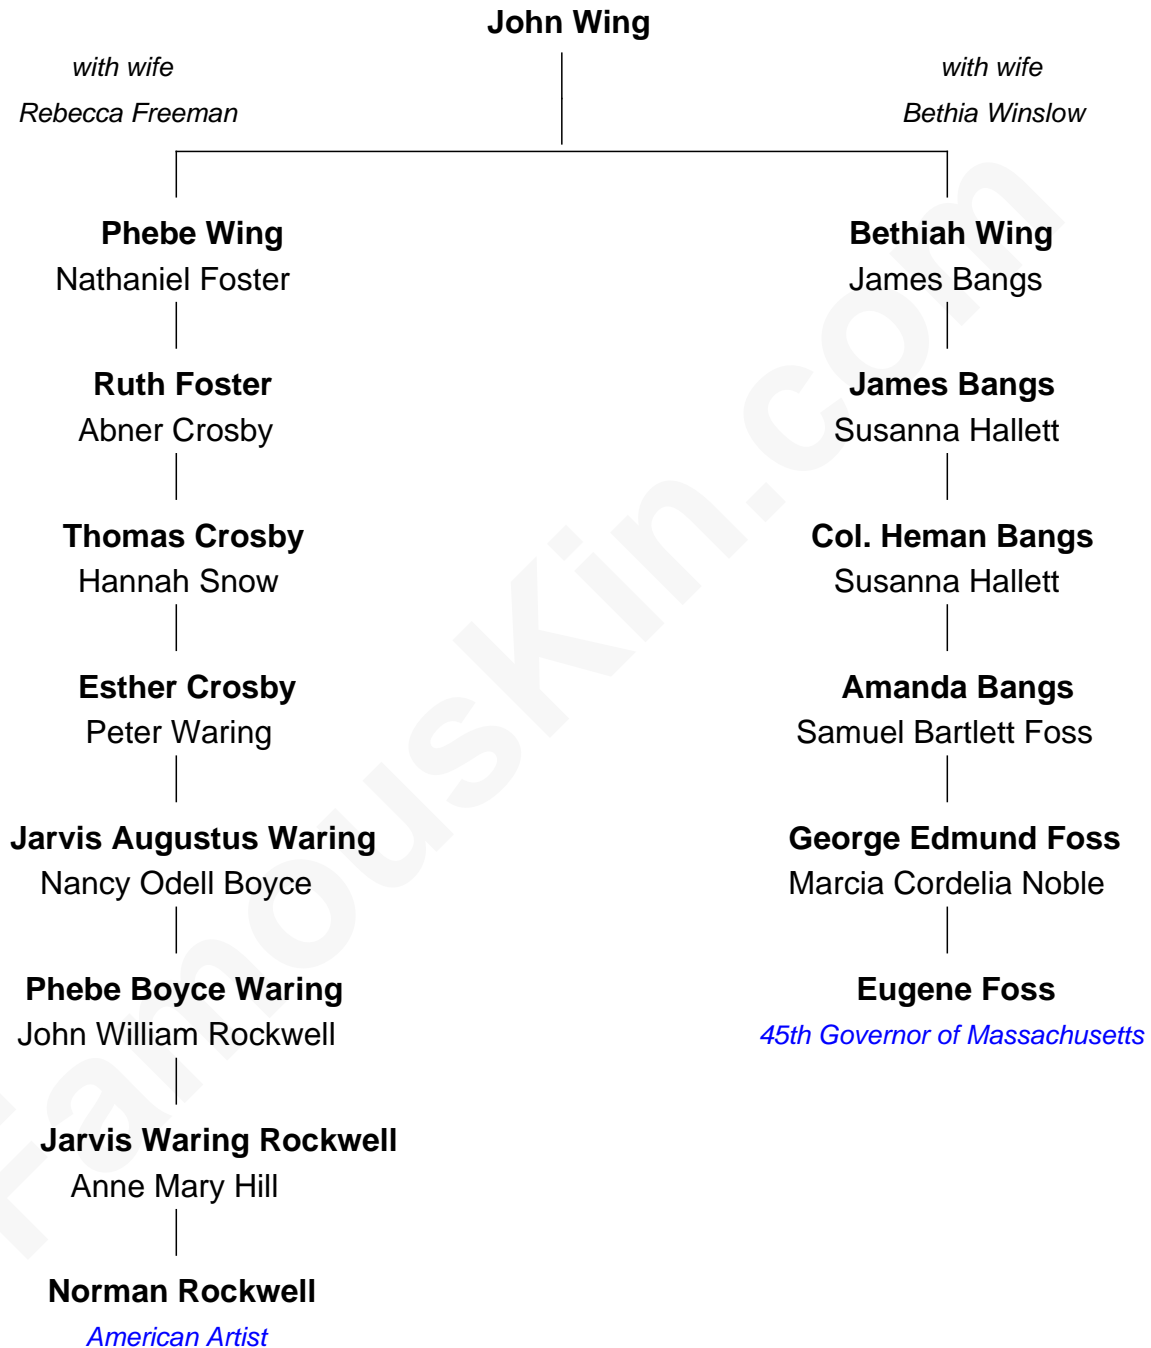 John Wing
with wife
Rebecca Freeman
with wife
Bethia Winslow
Phebe Wing
Nathaniel Foster
Bethiah Wing
James Bangs
Ruth Foster
Abner Crosby
James Bangs
Susanna Hallett
Thomas Crosby
Hannah Snow
Col. Heman Bangs
Susanna Hallett
Esther Crosby
Peter Waring
Amanda Bangs
Samuel Bartlett Foss
Jarvis Augustus Waring
Nancy Odell Boyce
George Edmund Foss
Marcia Cordelia Noble
Phebe Boyce Waring
John William Rockwell
Eugene Foss
45th Governor of Massachusetts
Jarvis Waring Rockwell
Anne Mary Hill
Norman Rockwell
American Artist
FamousKin.com